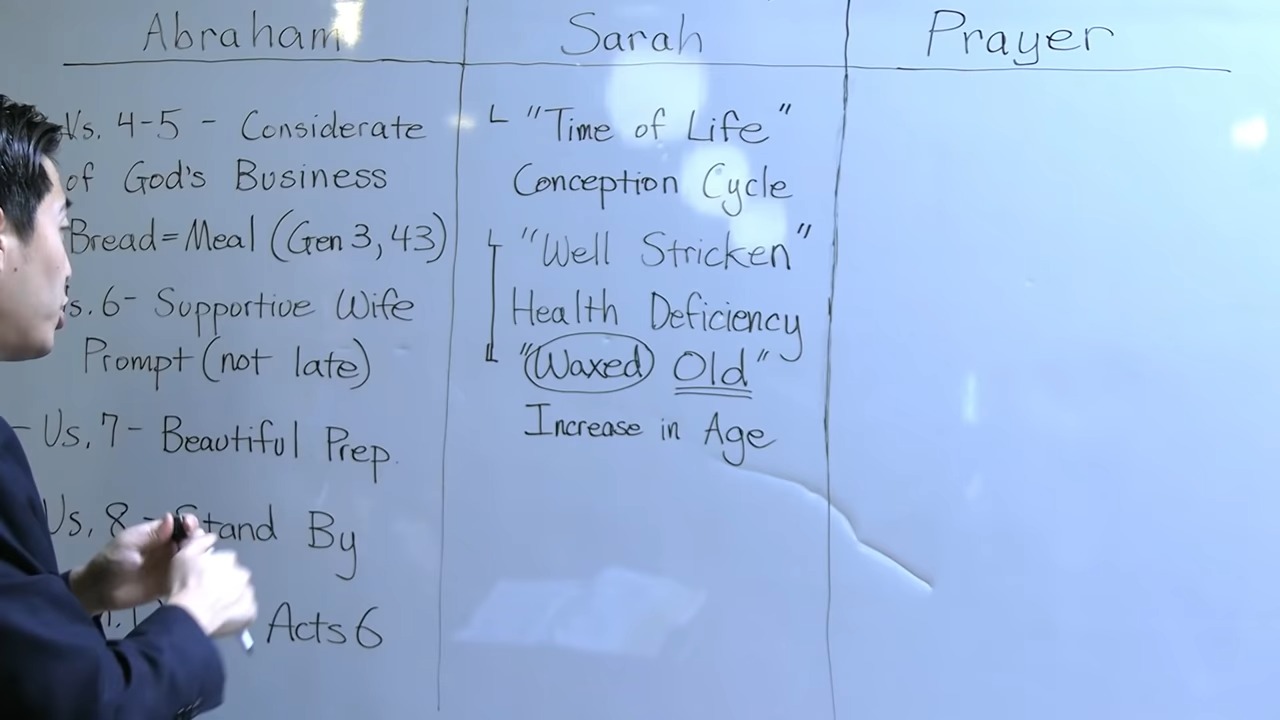 Abraham
Vs. 4-5 - Considerate
of God's Business
Bread=Meal (Gen 3, 43)
s. 6- Supportive Wife
Prompt (not late)
- Vs. 7- Beautiful Prep.
Vs. 8 - Stand By
Acts 6
Sarah
"Time of Life"
Conception Cycle
"Well Stricken"
Health Deficiency
"Waxed Old"
Increase in Age
Prayer